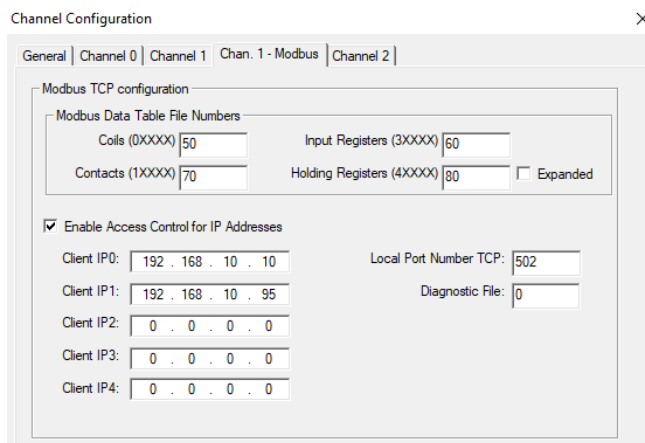 Channel Configuration
General Channel 0 Channel 1 Chan. 1 - Modbus Channel 2
Modbus TCP configuration
Modbus Data Table File Numbers
Coils (0XXXX) 50 Input Registers (3XXXX) 60
Contacts (1XXXX) 70 Holding Registers (4XXXX) 80 Expanded
Enable Access Control for IP Addresses
Client IP0: 192 . 168 . 10 . 10 Local Port Number TCP: 502
Client IP1: 192 . 168 . 10 . 95 Diagnostic File: 0
Client IP2: 0 . 0 . 0 . 0
Client IP3: 0 . 0 . 0 . 0
Client IP4: 0 . 0 . 0 . 0